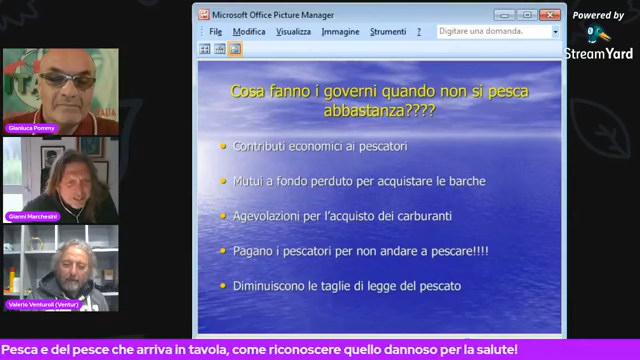 Microsoft Office Picture Manager
File Modifica Visualizza Immagine Strumenti ? Digitare una domanda.
Powered by
StreamYard
Cosa fanno i governi quando non si pesca
abbastanza????
Contributi economici ai pescatori
Mutui a fondo perduto per acquistare le barche
Agevolazioni per l'acquisto dei carburanti
Pagano i pescatori per non andare a pescare!!!!
Diminuiscono le taglie di legge del pescato
Gianluca Pommy
Gianni Marchesini
Valerio Venturoli (Ventur)
Pesca e del pesce che arriva in tavola, come riconoscere quello dannoso per la salute!